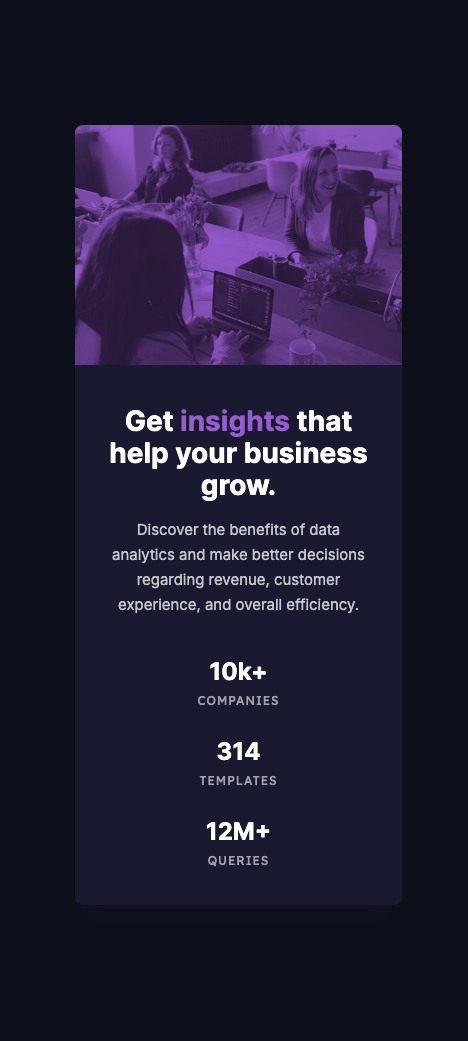 Get insights that
help your business
grow.
Discover the benefits of data
analytics and make better decisions
regarding revenue, customer
experience, and overall efficiency.
10k+
COMPANIES
314
TEMPLATES
12M+
QUERIES